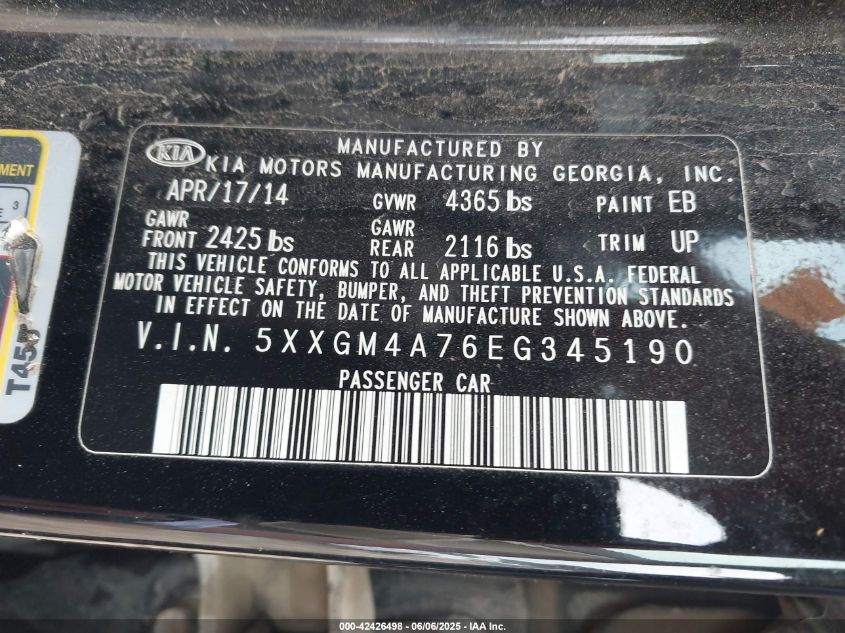 MANUFACTURED BY
KIA KIA MOTORS MANUFACTURING GEORGIA, INC.
APR/17/14 GVWR 4365 lbs PAINT EB
GAWR FRONT 2425 lbs GAWR REAR 2116 lbs TRIM UP
THIS VEHICLE CONFORMS TO ALL APPLICABLE U.S.A. FEDERAL
MOTOR VEHICLE SAFETY, BUMPER, AND THEFT PREVENTION STANDARDS
IN EFFECT ON THE DATE OF MANUFACTURE SHOWN ABOVE.
V.I.N. 5XXGM4A76EG345190
PASSENGER CAR
3
000-42426498 - 06/06/2025 - IAA Inc.